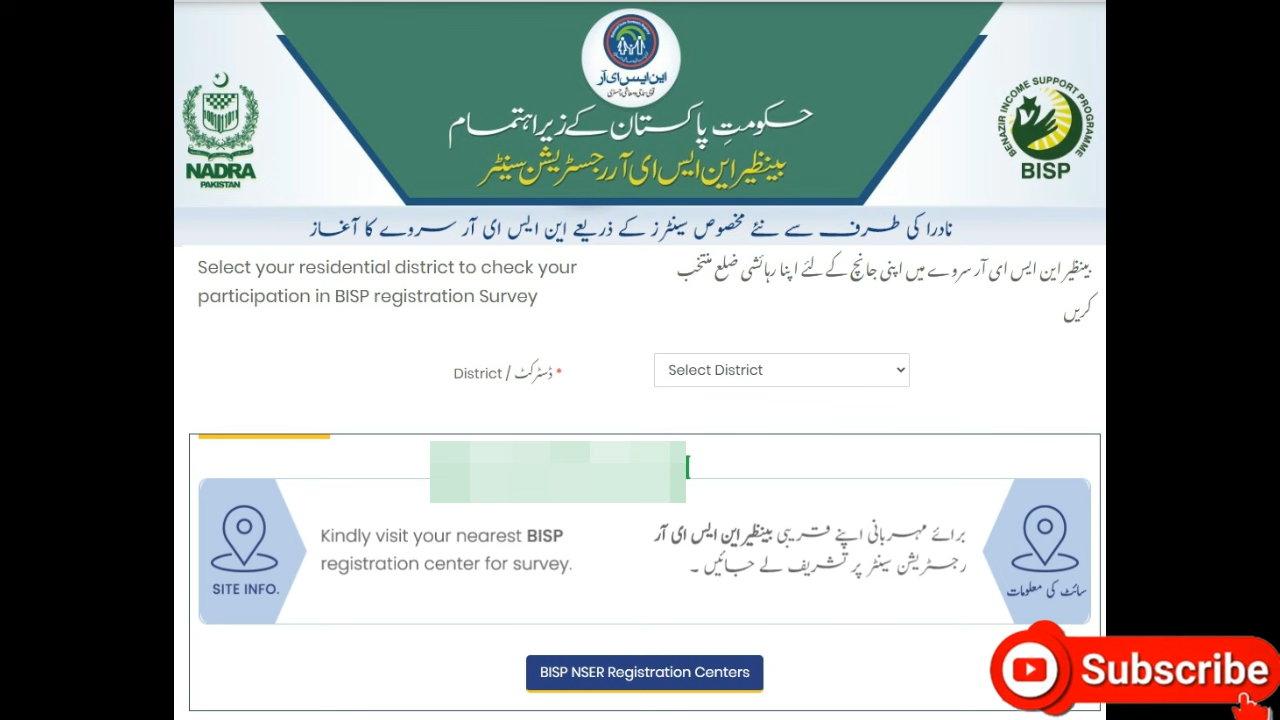 این ایس ای آر
حکومتِ پاکستان کے زیر اہتمام
بینظیر این ایس ای آر رجسٹریشن سینٹر
NADRA
PAKISTAN
BENAZIR INCOME SUPPORT PROGRAMME
BISP
نادرا کی طرف سے نئے مخصوص سینٹرز کے ذریعے این ایس ای آر سروے کا آغاز
Select your residential district to check your
participation in BISP registration Survey
بینظیر این ایس ای آر سروے میں اپنی جانچ کے لئے اپنا رہائشی ضلع منتخب
کریں
District / ڈسٹرکٹ *
Select District
SITE INFO.
Kindly visit your nearest BISP
registration center for survey.
برائے مہربانی اپنے قریبی بینظیر این ایس ای آر
رجسٹریشن سینٹر پر تشریف لے جائیں ۔
سائٹ کی معلومات
BISP NSER Registration Centers
Subscribe